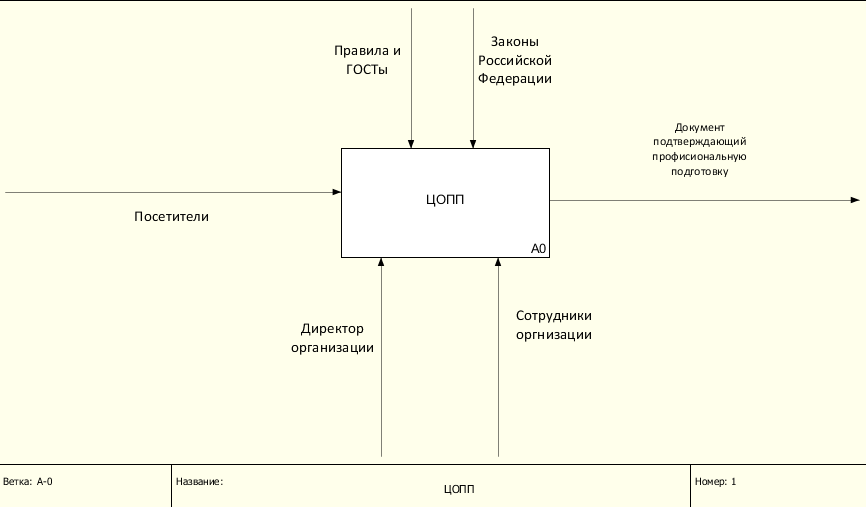 Правила и
ГОСТы
Законы
Российской
Федерации
Документ
подтверждающий
профисиональную
подготовку
ЦОПП
A0
Посетители
Директор
организации
Сотрудники
оргнизации
Ветка: A-0
Название:
ЦОПП
Номер: 1